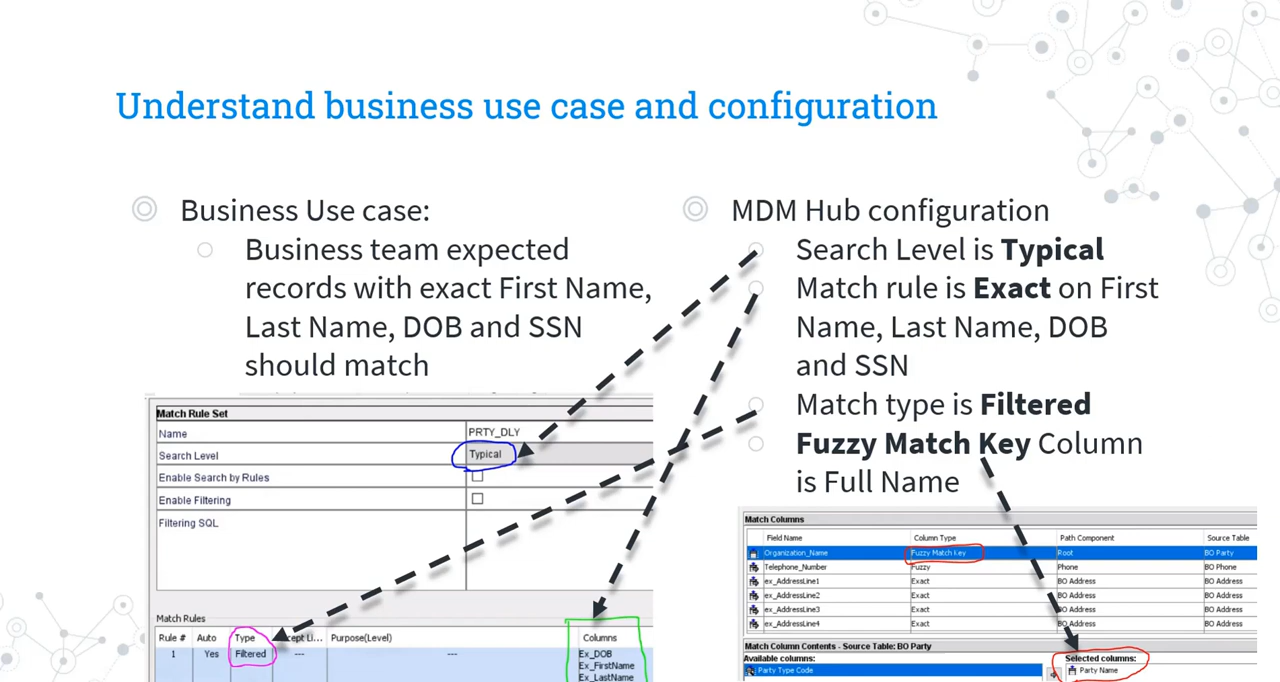 Understand business use case and configuration
Business Use case:
Business team expected
records with exact First Name,
Last Name, DOB and SSN
should match
MDM Hub configuration
Search Level is Typical
Match rule is Exact on First
Name, Last Name, DOB
and SSN
Match type is Filtered
Fuzzy Match Key Column
is Full Name
Match Rule Set
Name PRTY_DLY
Search Level Typical
Enable Search by Rules
Enable Filtering
Filtering SQL
Match Rules
Rule # Auto Type Purpose(Level) Columns
1 Yes Filtered --- --- Ex_DOB
Ex_FirstName
Ex_LastName
Match Columns
Field Name Column Type Path Component Source Table
Organization_Name Fuzzy Match Key Root BO Party
Telephone_Number Fuzzy Phone BO Phone
ex_AddressLine1 Exact BO Address BO Address
ex_AddressLine2 Exact BO Address BO Address
ex_AddressLine3 Exact BO Address BO Address
ex_AddressLine4 Exact BO Address BO Address
Match Column Contents - Source Table: BO Party
Available columns: Selected columns:
Party Type Code Party Name